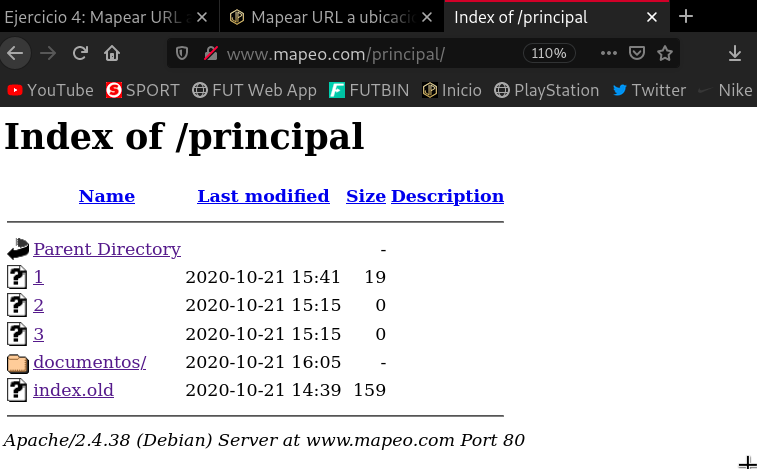 Ejercicio 4: Mapear URL a Mapear URL a ubicaci Index of /principal
www.mapeo.com/principal/ 110%
YouTube SPORT FUT Web App FUTBIN Inicio PlayStation Twitter Nike
Index of /principal
Name Last modified Size Description
Parent Directory -
1 2020-10-21 15:41 19
2 2020-10-21 15:15 0
3 2020-10-21 15:15 0
documentos/ 2020-10-21 16:05 -
index.old 2020-10-21 14:39 159
Apache/2.4.38 (Debian) Server at www.mapeo.com Port 80